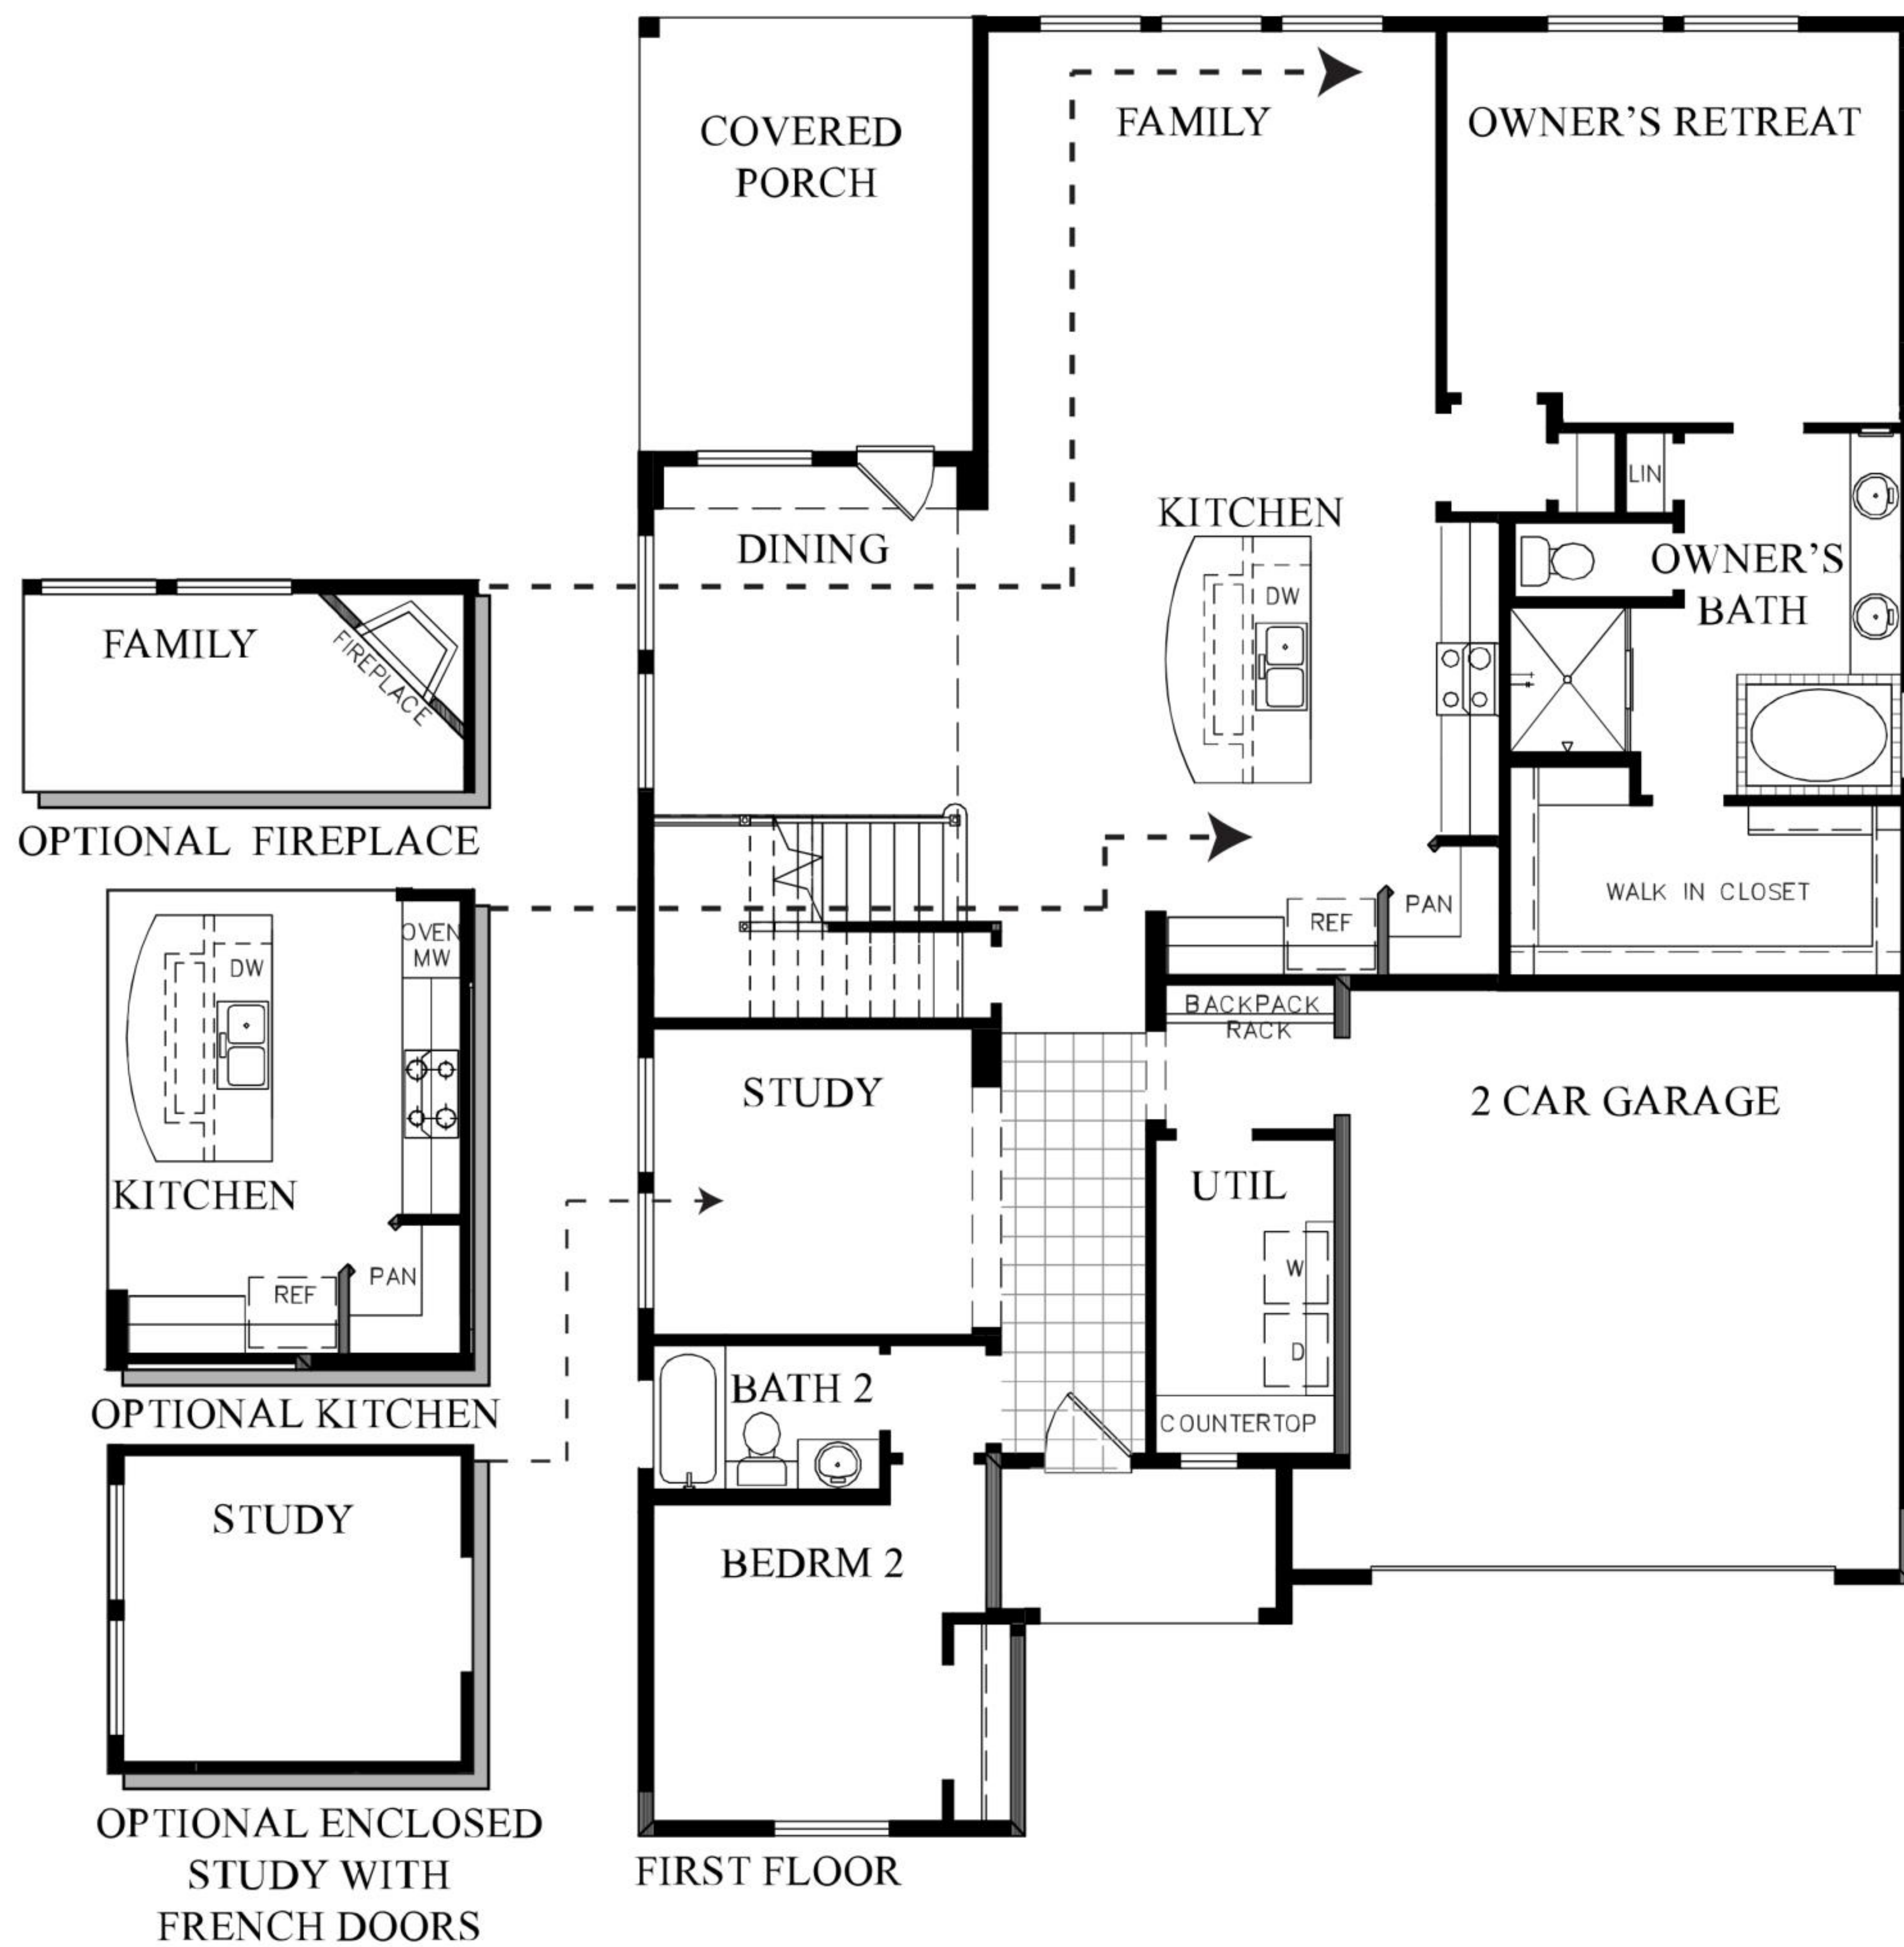 COVERED
PORCH
FAMILY
OWNER'S RETREAT
LIN
KITCHEN
DINING
DW
OWNER'S
BATH
FAMILY
FIREPLACE
OPTIONAL FIREPLACE
WALK IN CLOSET
PAN
REF
OVEN
MW
DW
KITCHEN
PAN
REF
OPTIONAL KITCHEN
BACKPACK
RACK
STUDY
2 CAR GARAGE
UTIL
W
D
COUNTERTOP
BATH 2
BEDRM 2
STUDY
OPTIONAL ENCLOSED
STUDY WITH
FRENCH DOORS
FIRST FLOOR